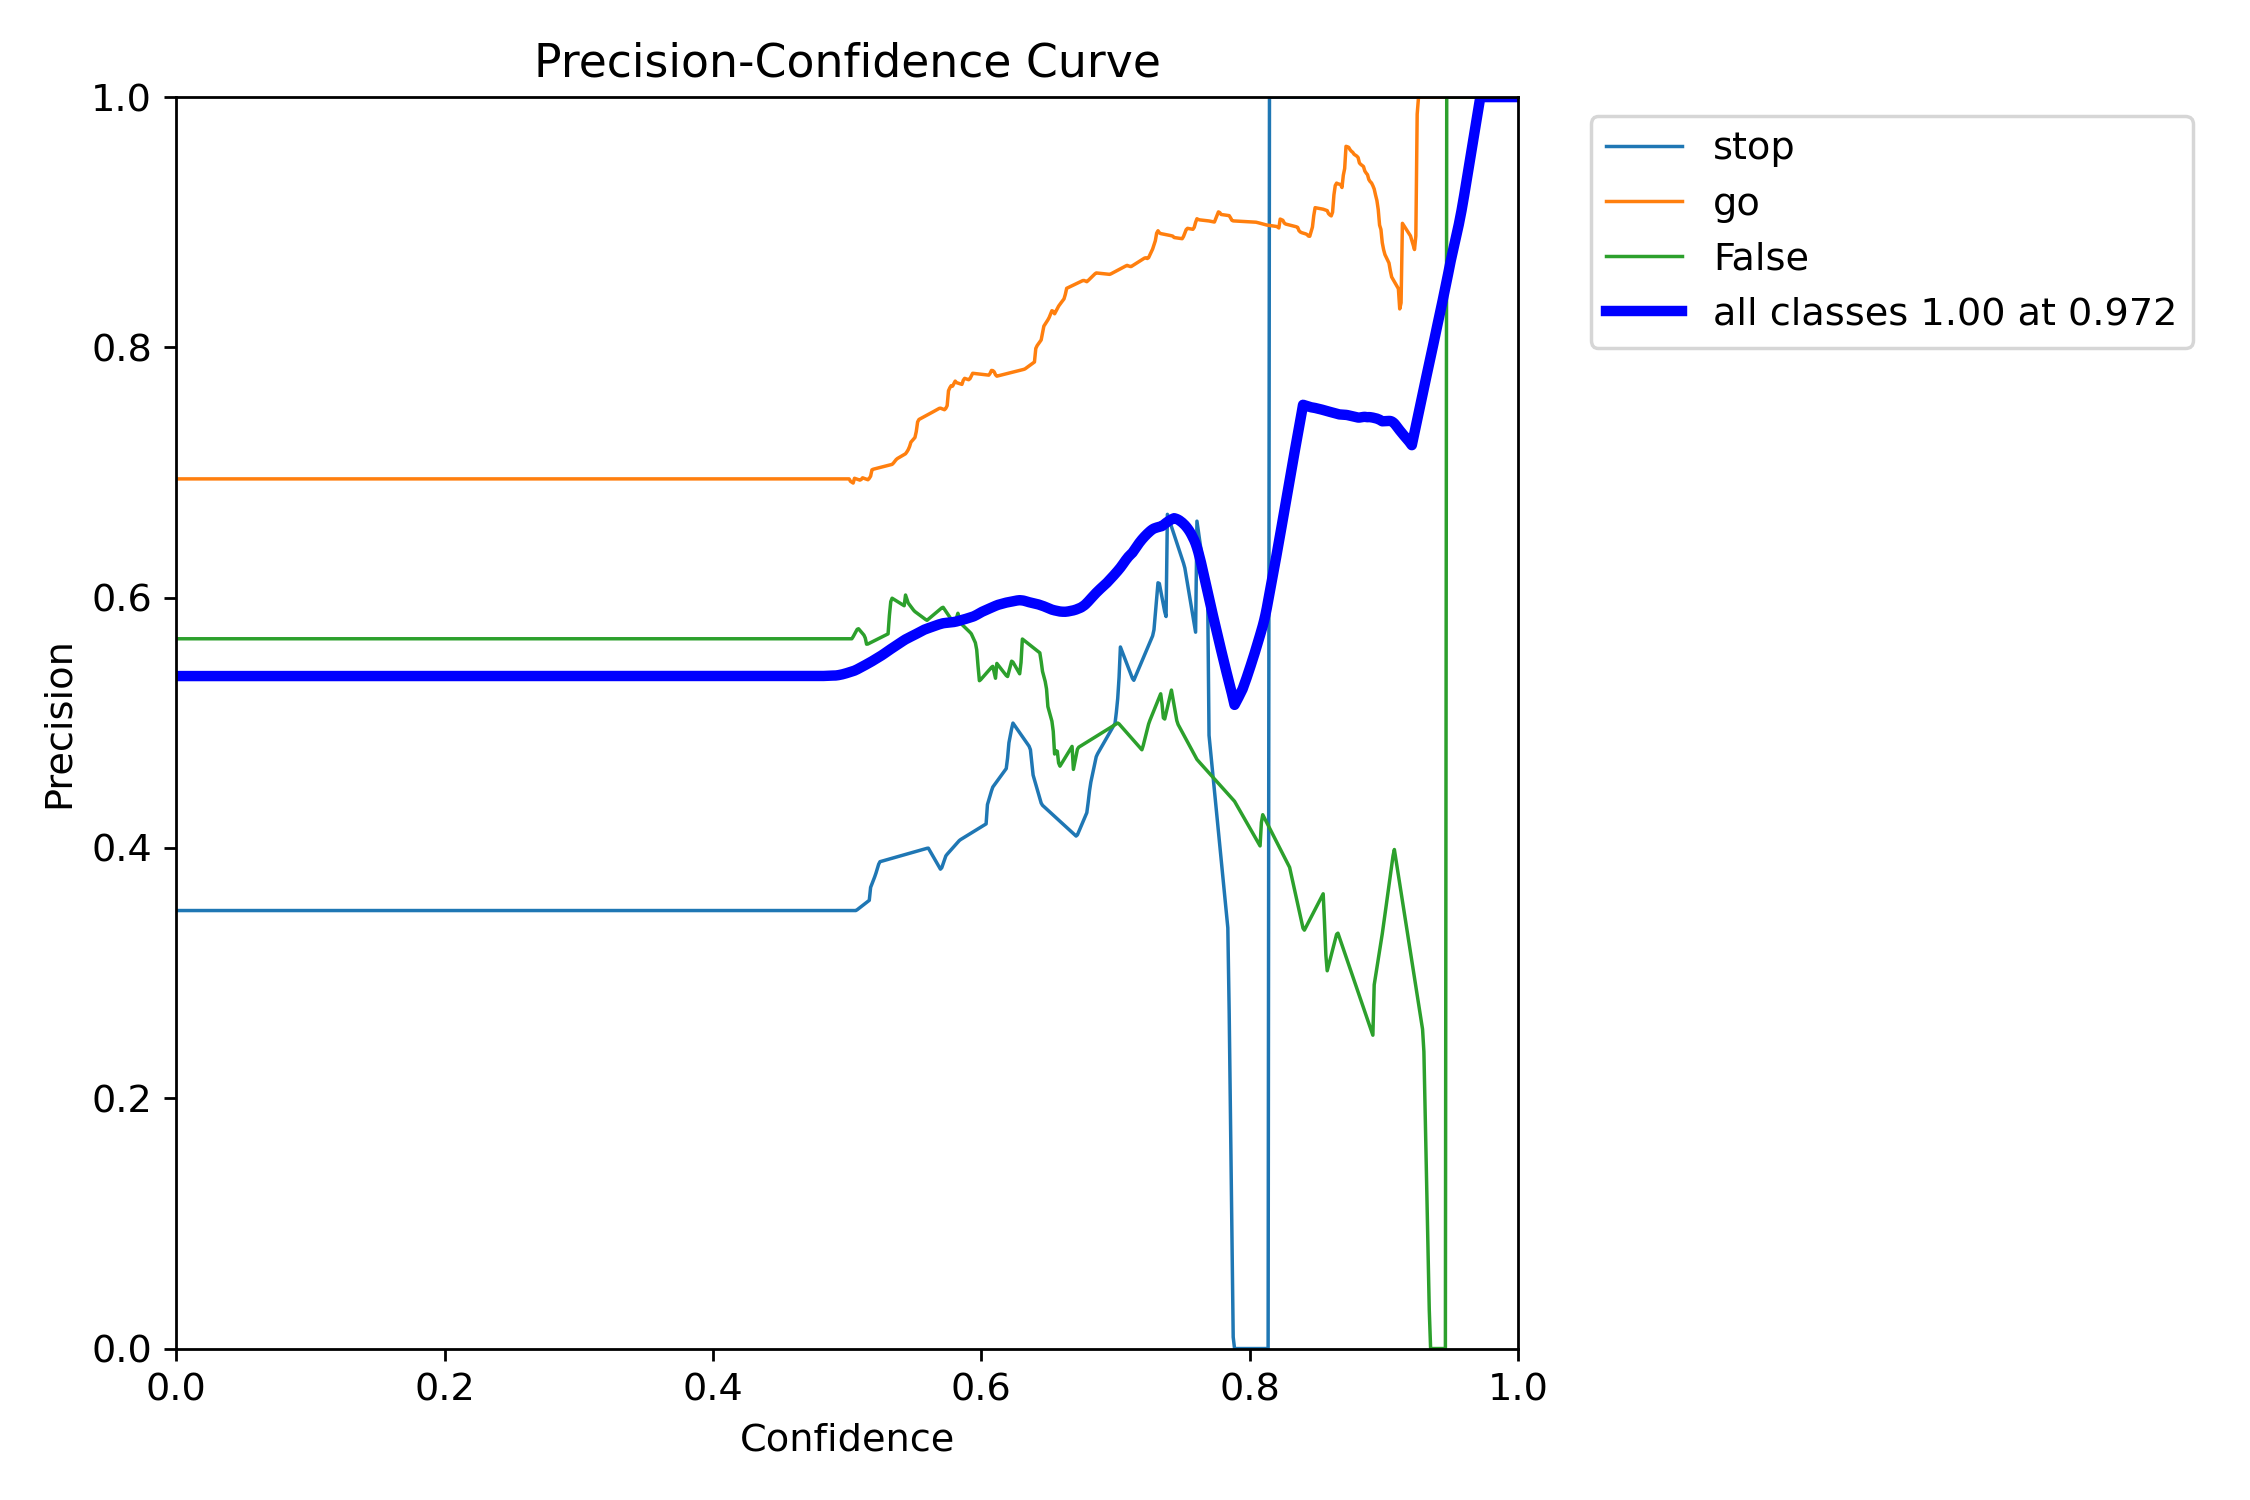 Precision-Confidence Curve
1.0
0.8
0.6
0.4
0.2
0.0
Precision
0.0 0.2 0.4 0.6 0.8 1.0
Confidence
stop
go
False
all classes 1.00 at 0.972